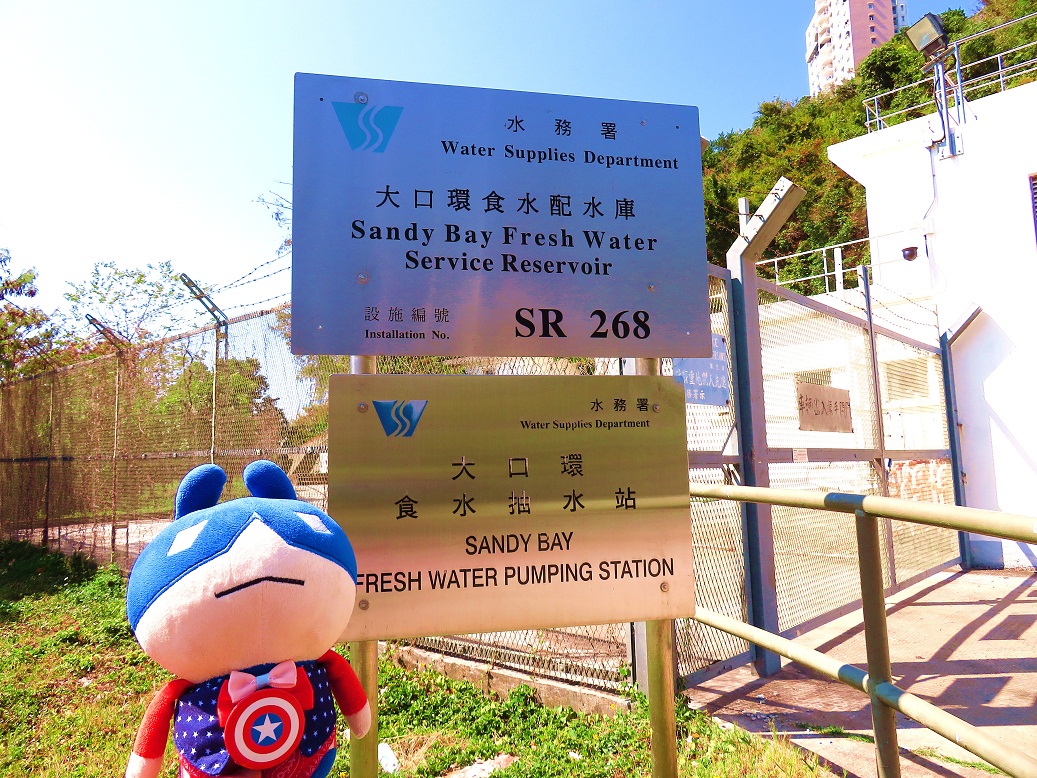 水務署
Water Supplies Department
大口環食水配水庫
Sandy Bay Fresh Water
Service Reservoir
設施編號
Installation No.
SR 268
水務署
Water Supplies Department
大口環
食水抽水站
SANDY BAY
FRESH WATER PUMPING STATION